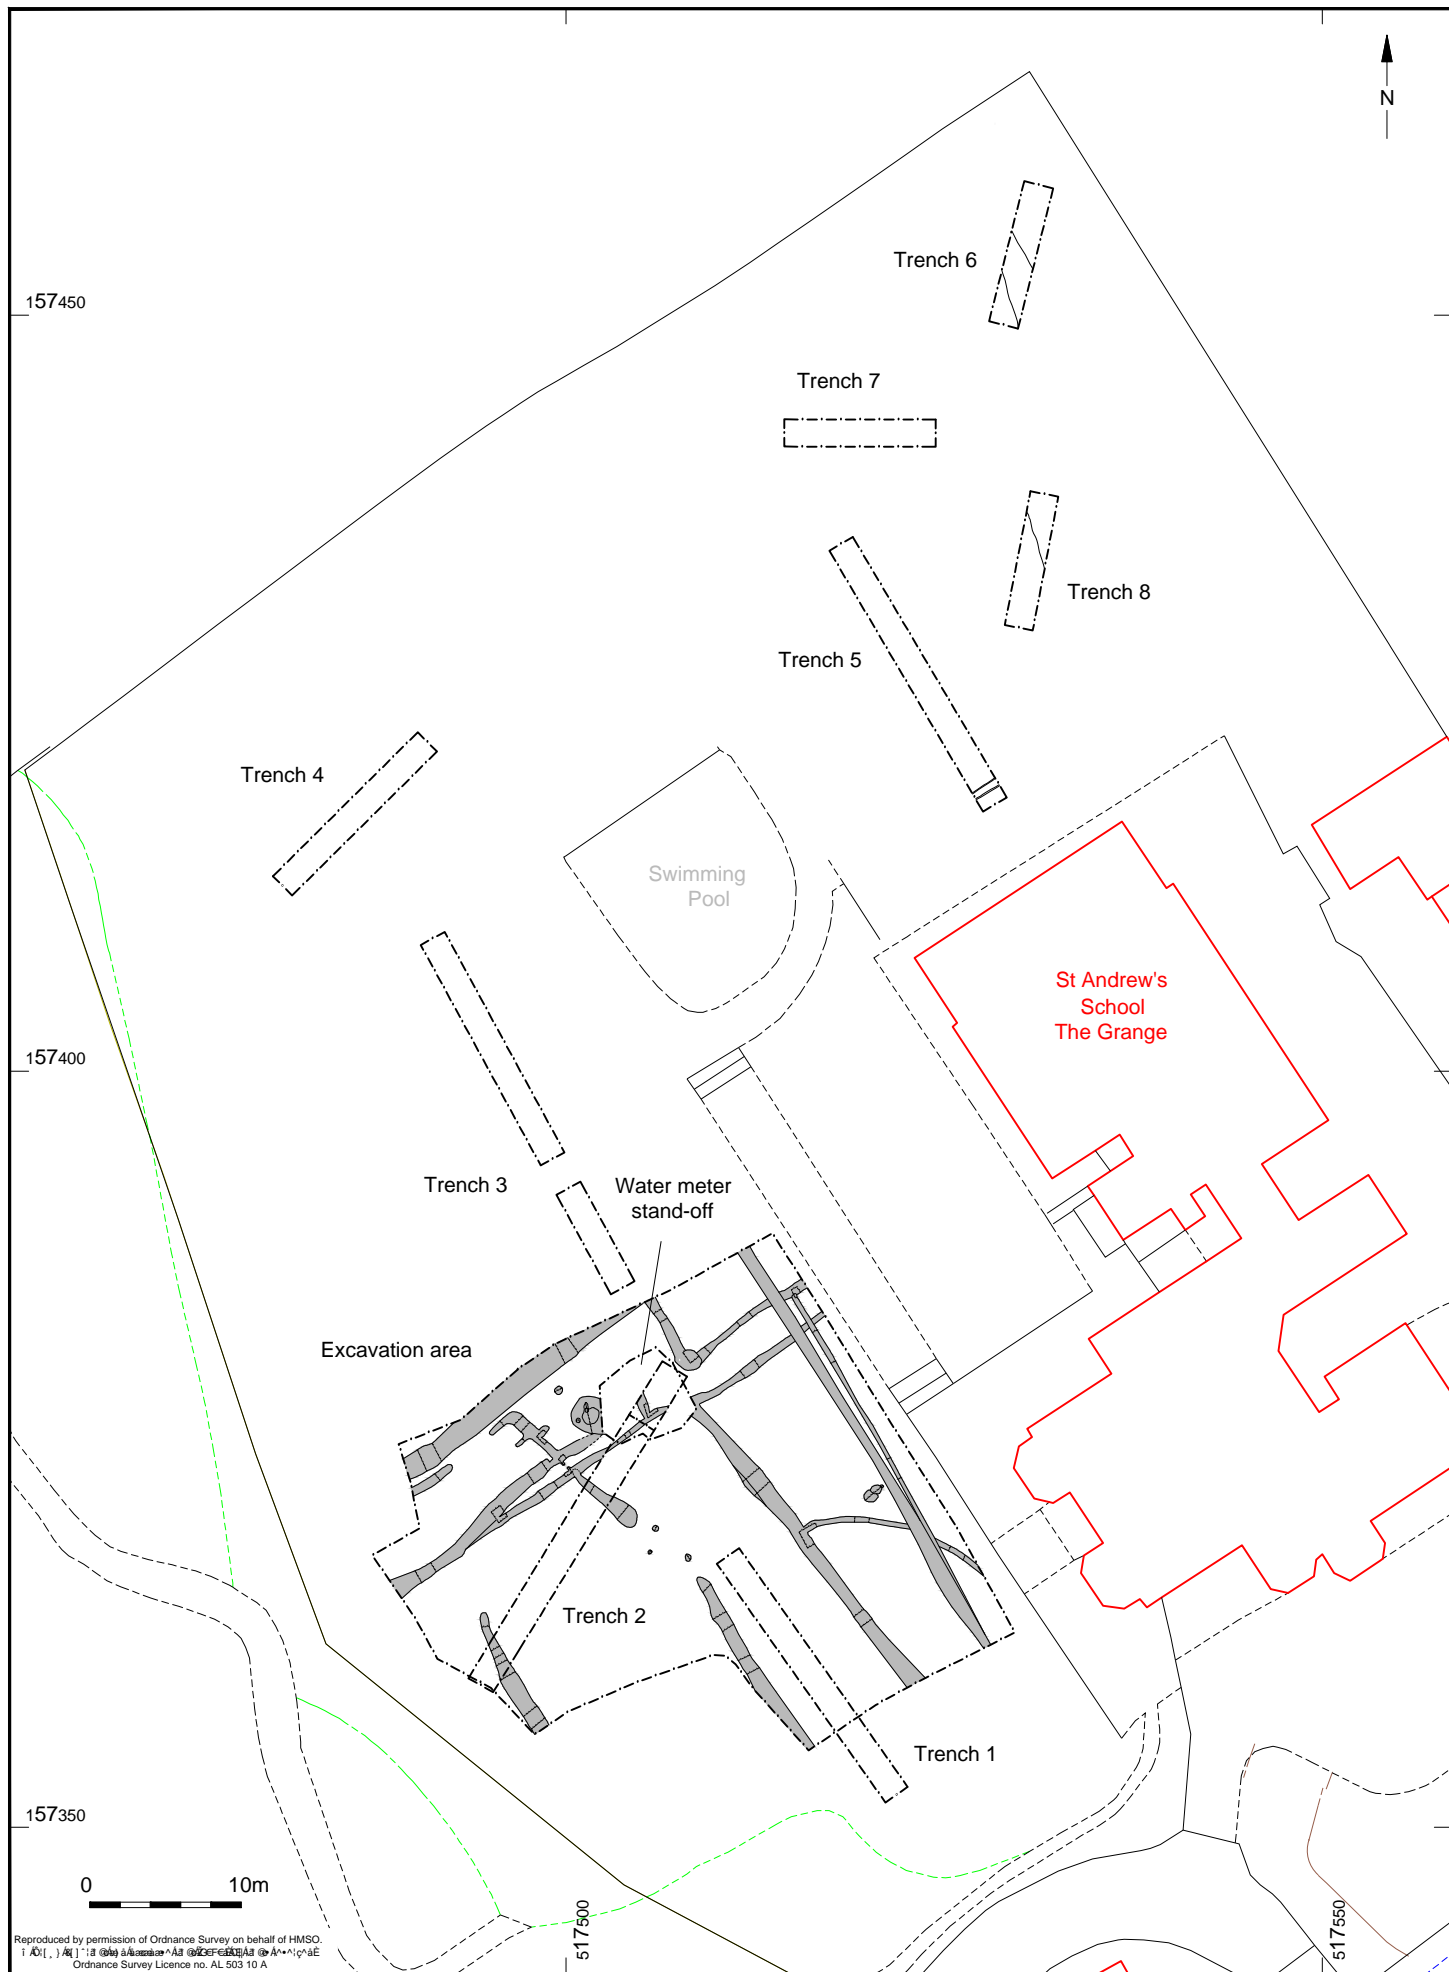 N
Trench 6
157450
Trench 7
Trench 8
Trench 5
Trench 4
Swimming
Pool
St Andrew's
School
The Grange
157400
Trench 3
Water meter
stand-off
Excavation area
Trench 2
Trench 1
157350
0 10m
517500
517550
Reproduced by permission of Ordnance Survey on behalf of HMSO.
Ordnance Survey Licence no. AL 503 10 A